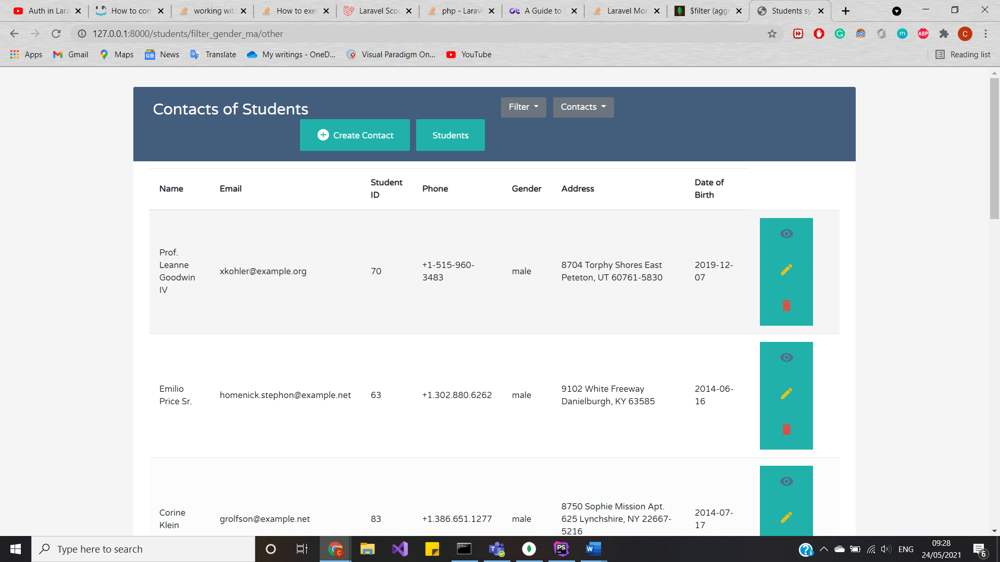 Auth in Lara
How to con
working wit
How to exe
Laravel Scou
php - Larave
A Guide to
Laravel Mon
$filter (aggr
Students sy
127.0.0.1:8000/students/filter_gender_ma/other
Apps
Gmail
Maps
News
Translate
My writings - OneD...
Visual Paradigm On...
YouTube
Reading list
Contacts of Students
Filter
Contacts
Create Contact
Students
Name
Email
Student
ID
Phone
Gender
Address
Date of
Birth
Prof.
Leanne
Goodwin
IV
xkohler@example.org
70
+1-515-960-
3483
male
8704 Torphy Shores East
Peteton, UT 60761-5830
2019-12-
07
Emilio
Price Sr.
homenick.stephon@example.net
63
+1.302.880.6262
male
9102 White Freeway
Danielburgh, KY 63585
2014-06-
16
Corine
Klein
grolfson@example.net
83
+1.386.651.1277
male
8750 Sophie Mission Apt.
625 Lynchshire, NY 22667-
5216
2014-07-
17
Type here to search
ENG
09:28
24/05/2021
6